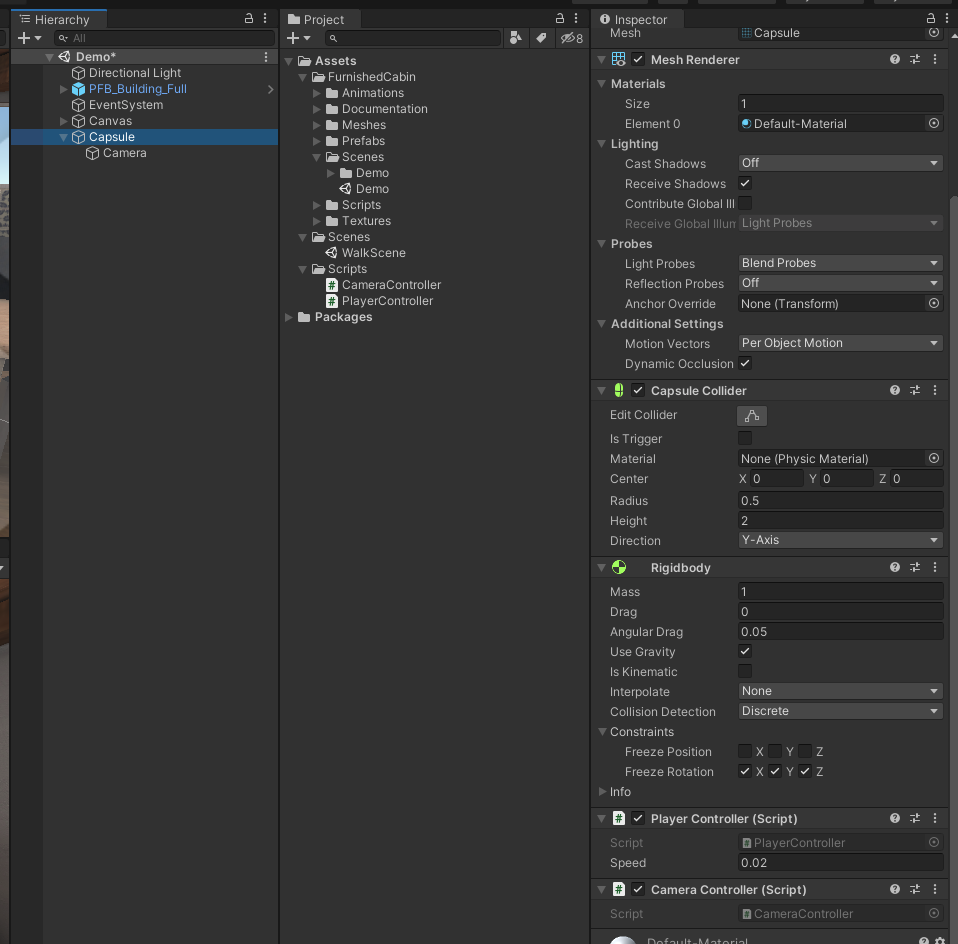 Hierarchy
All
Demo*
Directional Light
PFB_Building_Full
EventSystem
Canvas
Capsule
Camera
Project
8
Assets
FurnishedCabin
Animations
Documentation
Meshes
Prefabs
Scenes
Demo
Demo
Scripts
Textures
Scenes
WalkScene
Scripts
# CameraController
# PlayerController
Packages
Inspector
Mesh Capsule
Mesh Renderer
Materials
Size 1
Element 0 Default-Material
Lighting
Cast Shadows Off
Receive Shadows
Contribute Global Ill
Receive Global Illum Light Probes
Probes
Light Probes Blend Probes
Reflection Probes Off
Anchor Override None (Transform)
Additional Settings
Motion Vectors Per Object Motion
Dynamic Occlusion
Capsule Collider
Edit Collider
Is Trigger
Material None (Physic Material)
Center X 0 Y 0 Z 0
Radius 0.5
Height 2
Direction Y-Axis
Rigidbody
Mass 1
Drag 0
Angular Drag 0.05
Use Gravity
Is Kinematic
Interpolate None
Collision Detection Discrete
Constraints
Freeze Position X Y Z
Freeze Rotation X Y Z
Info
# Player Controller (Script)
Script # PlayerController
Speed 0.02
# Camera Controller (Script)
Script # CameraController
Default-Material